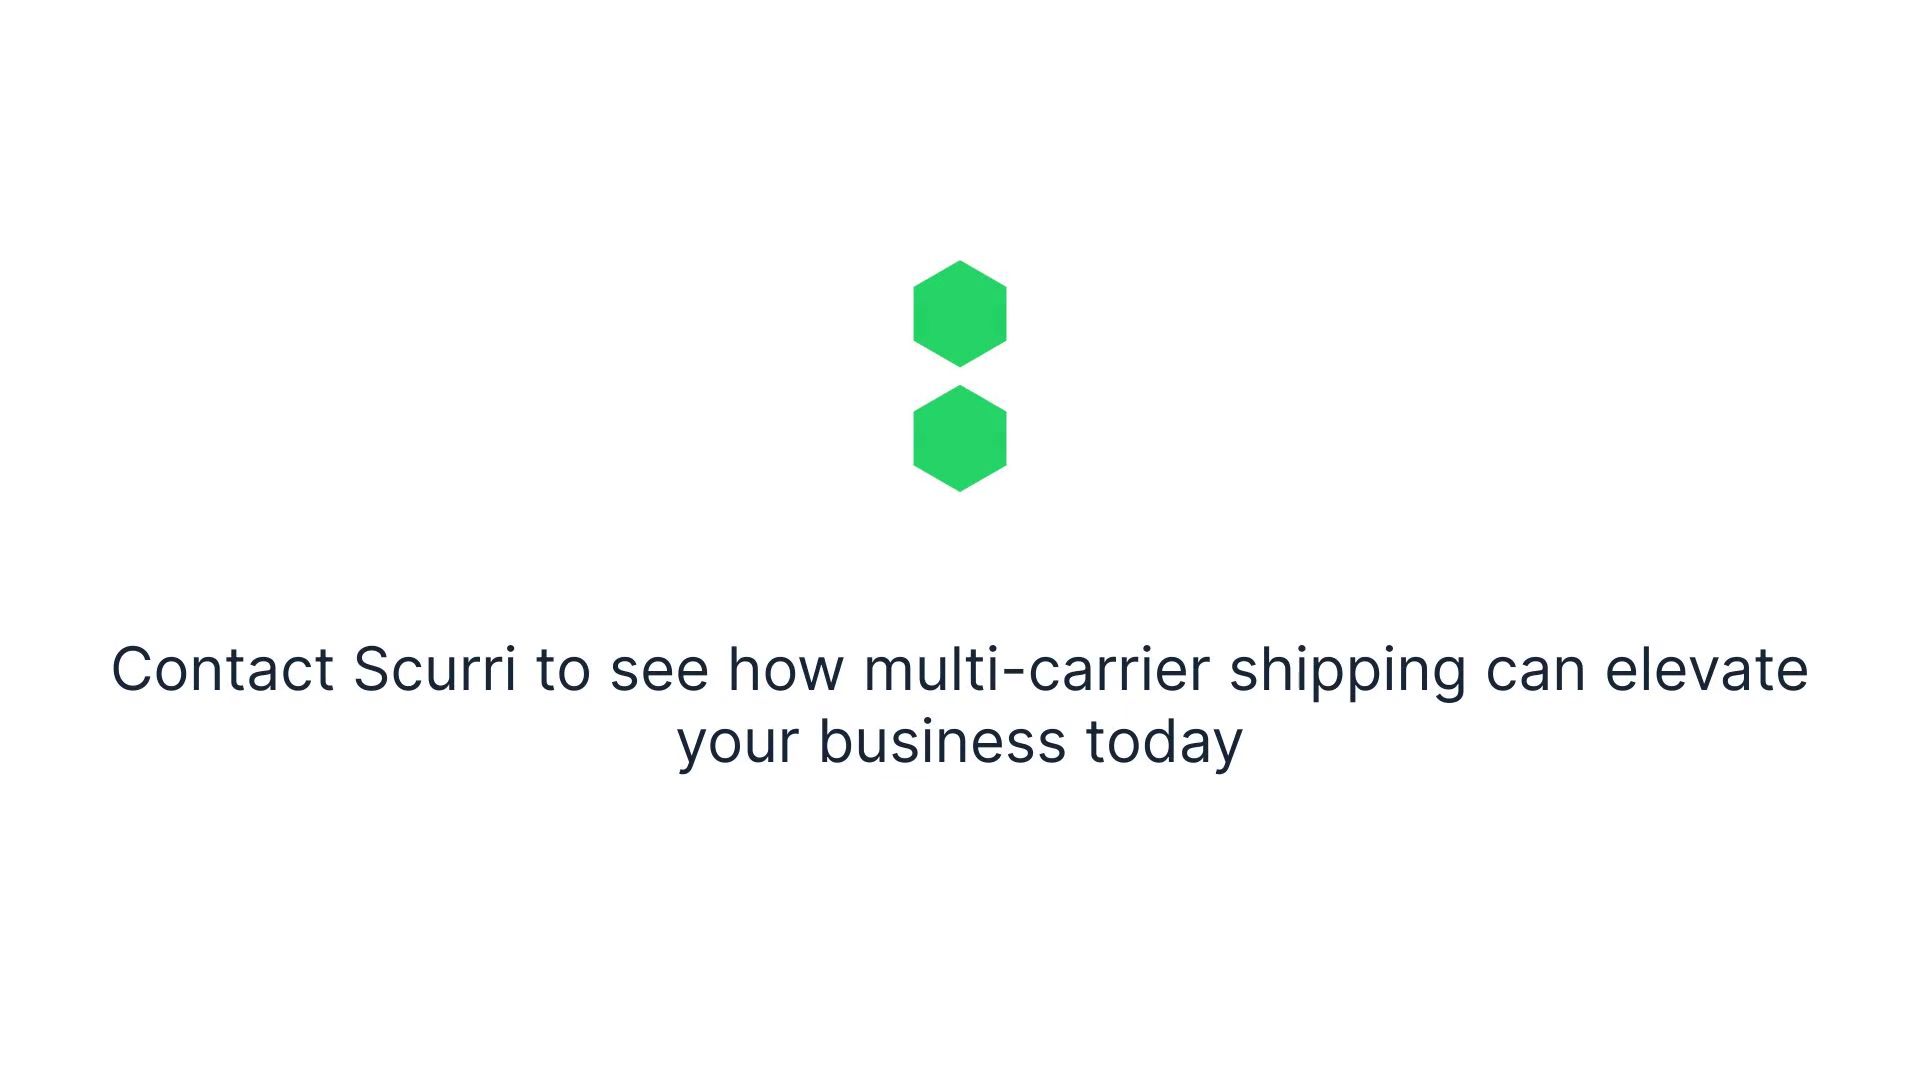 Contact Scurri to see how multi-carrier shipping can elevate
your business today